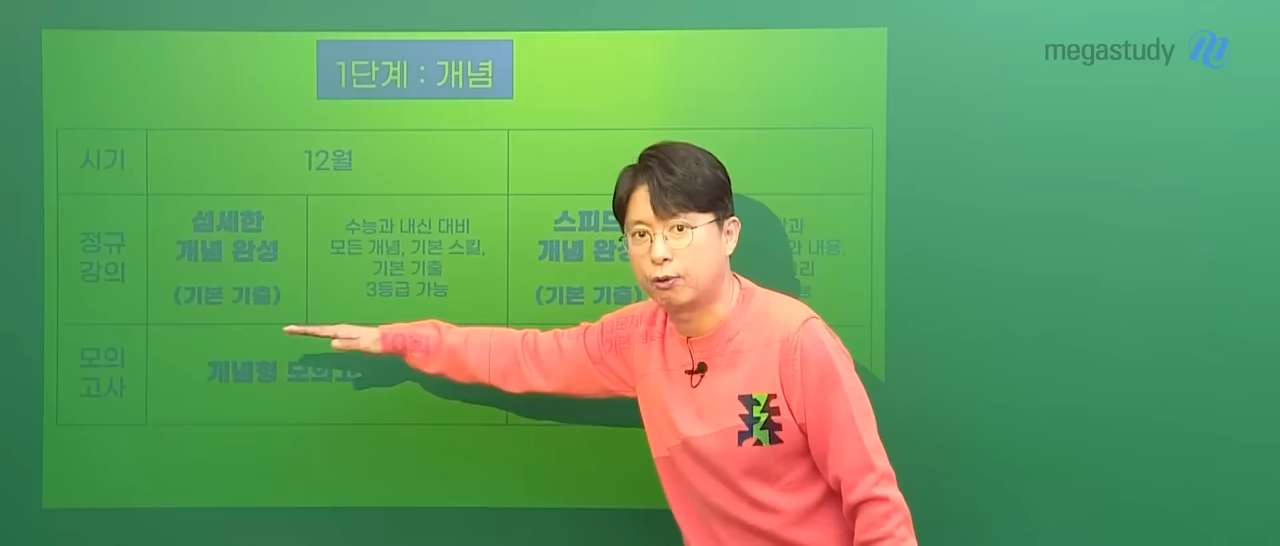 megastudy
1단계 : 개념
시기
12월
정규
강의
섬세한
개념 완성
(기본 기출)
수능과 내신 대비
모든 개념, 기본 스킬,
기본 기출
3등급 가능
개념 완성
(기본 기출)
내용,
모의
고사
개념형